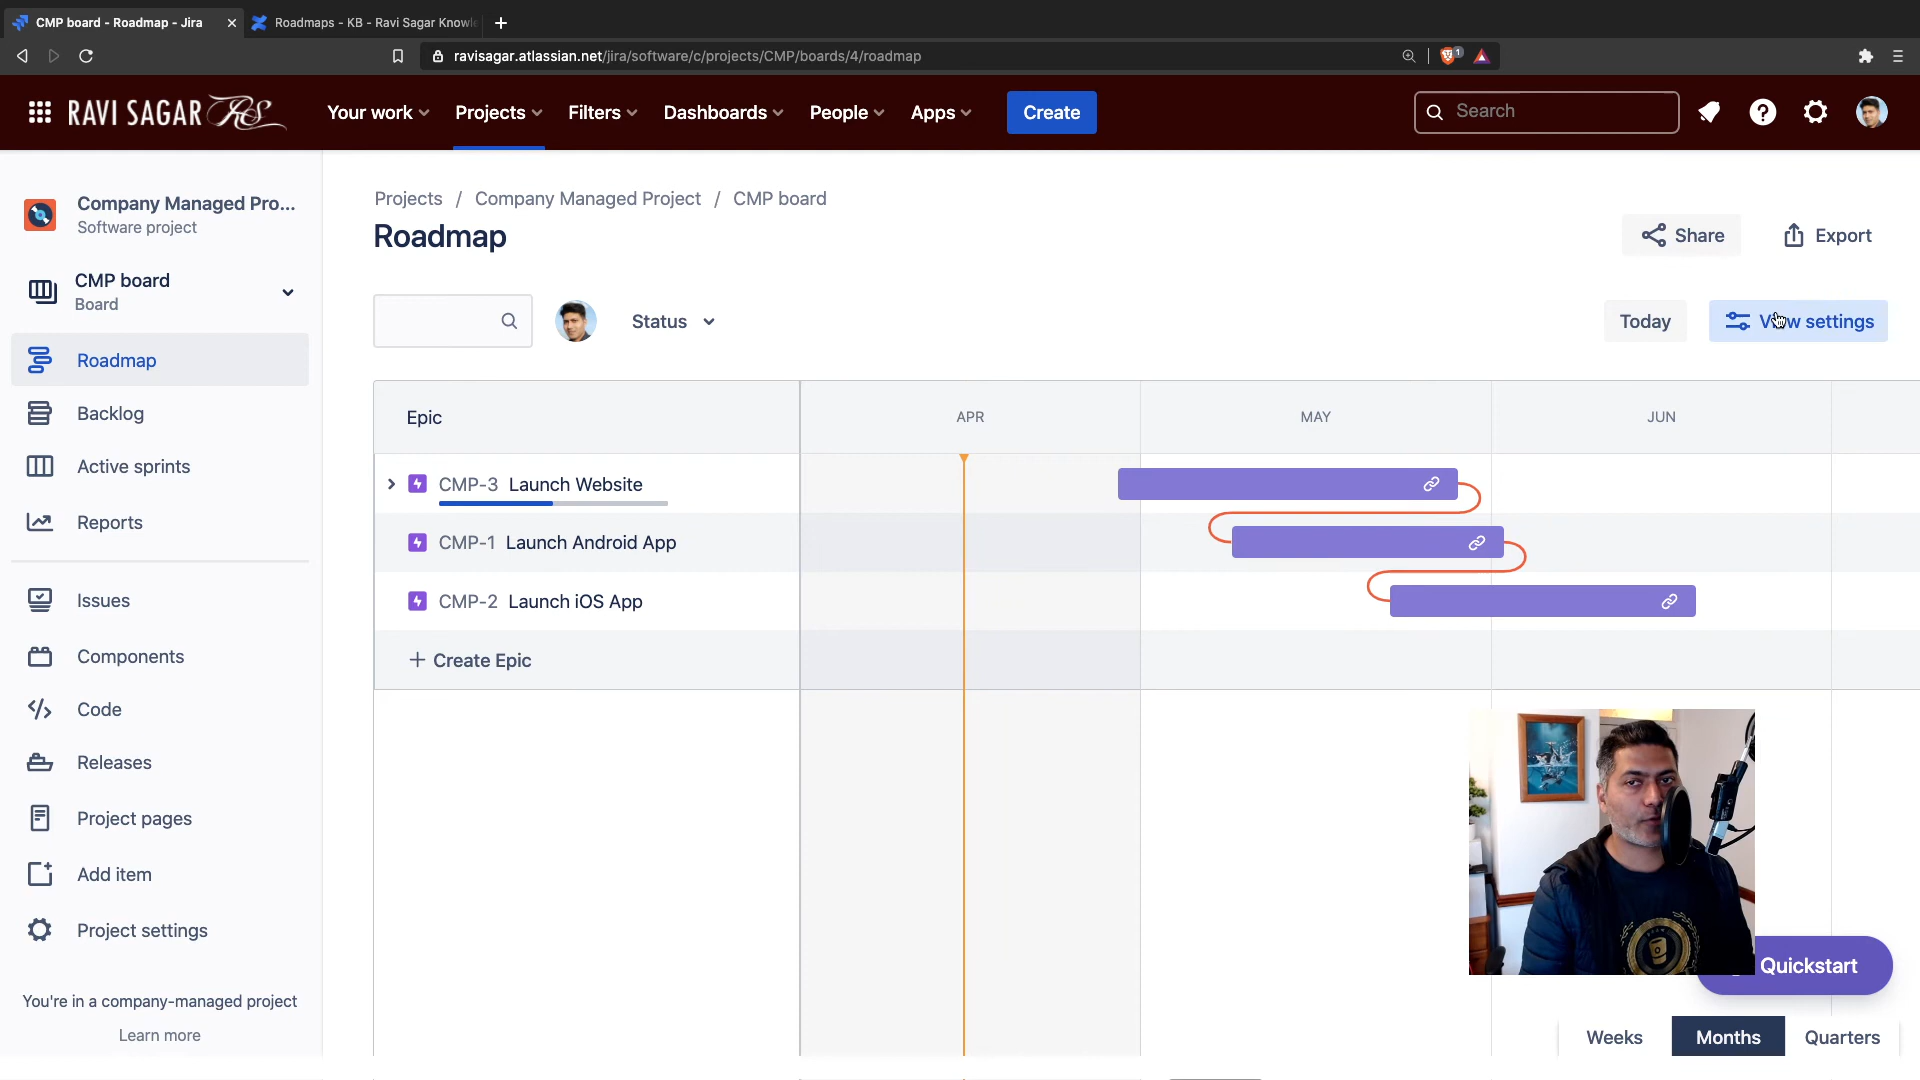 CMP board - Roadmap - Jira
Roadmaps - KB - Ravi Sagar Knowle
ravisagar.atlassian.net/jira/software/c/projects/CMP/boards/4/roadmap
1
RAVI SAGAR RS
Your work
Projects
Filters
Dashboards
People
Apps
Create
Search
Company Managed Pro...
Software project
CMP board
Board
Roadmap
Backlog
Active sprints
Reports
Issues
Components
Code
Releases
Project pages
Add item
Project settings
You're in a company-managed project
Learn more
Projects / Company Managed Project / CMP board
Roadmap
Share
Export
Status
Today
View settings
Epic
APR
MAY
JUN
CMP-3 Launch Website
CMP-1 Launch Android App
CMP-2 Launch iOS App
+ Create Epic
Quickstart
Weeks
Months
Quarters